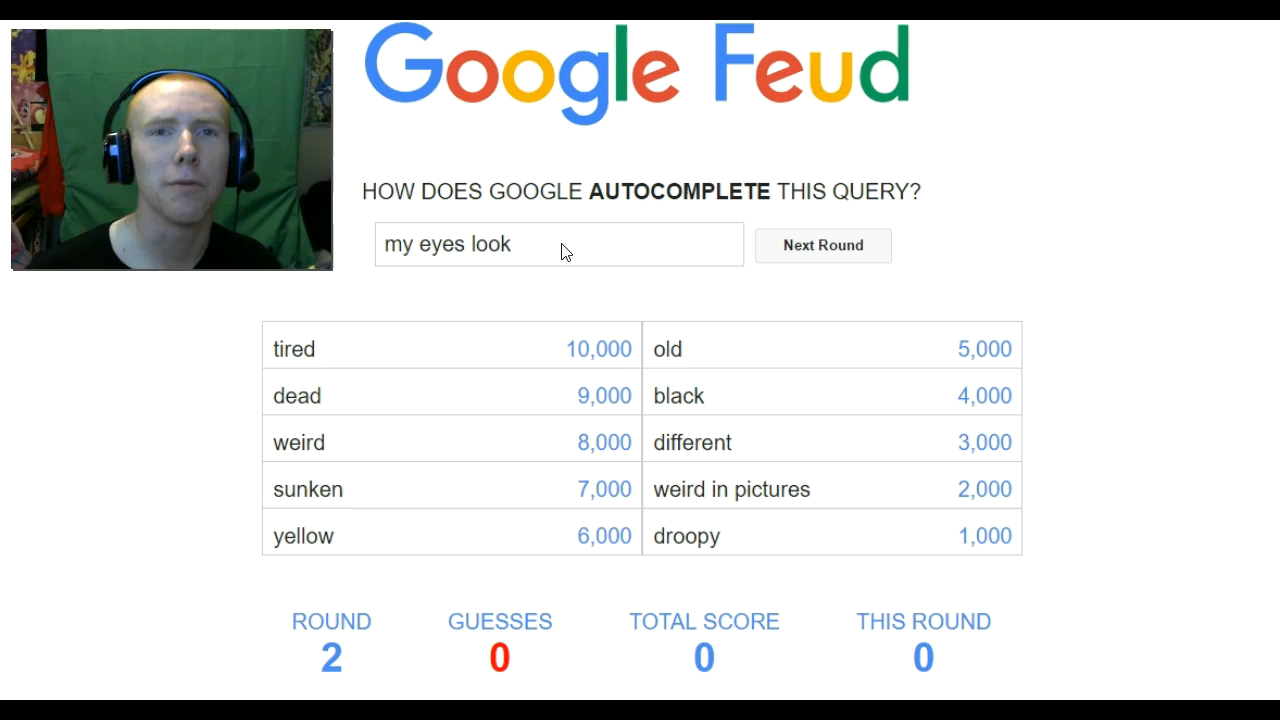 Google Feud
HOW DOES GOOGLE AUTOCOMPLETE THIS QUERY?
my eyes look
Next Round
tired 10,000 old 5,000
dead 9,000 black 4,000
weird 8,000 different 3,000
sunken 7,000 weird in pictures 2,000
yellow 6,000 droopy 1,000
ROUND GUESSES TOTAL SCORE THIS ROUND
2 0 0 0